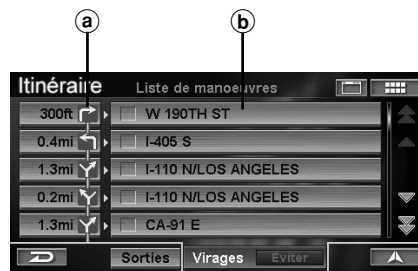 a b
Itinéraire Liste de manoeuvres
300ft W 190TH ST
0.4mi I-405 S
1.3mi I-110 N/LOS ANGELES
0.2mi I-110 N/LOS ANGELES
1.3mi CA-91 E
Sorties Virages Éviter